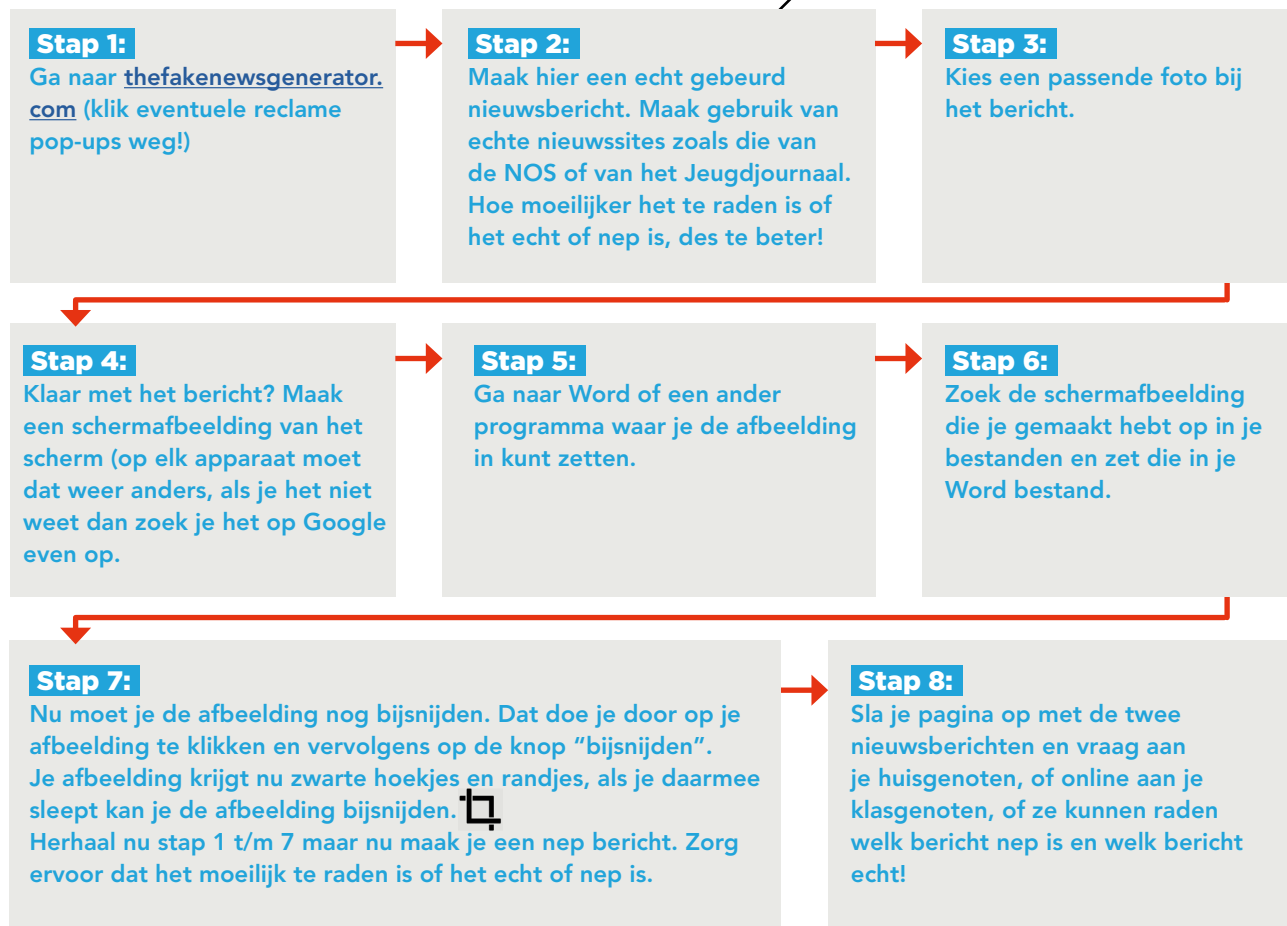 Stap 1:
Ga naar thefakenewsgenerator.
com (klik eventuele reclame
pop-ups weg!)
Stap 2:
Maak hier een echt gebeurd
nieuwsbericht. Maak gebruik van
echte nieuwssites zoals die van
de NOS of van het Jeugdjournaal.
Hoe moeilijker het te raden is of
het echt of nep is, des te beter!
Stap 3:
Kies een passende foto bij
het bericht.
Stap 4:
Klaar met het bericht? Maak
een schermafbeelding van het
scherm (op elk apparaat moet
dat weer anders, als je het niet
weet dan zoek je het op Google
even op.
Stap 5:
Ga naar Word of een ander
programma waar je de afbeelding
in kunt zetten.
Stap 6:
Zoek de schermafbeelding
die je gemaakt hebt op in je
bestanden en zet die in je
Word bestand.
Stap 7:
Nu moet je de afbeelding nog bijsnijden. Dat doe je door op je
afbeelding te klikken en vervolgens op de knop “bijsnijden”.
Je afbeelding krijgt nu zwarte hoekjes en randjes, als je daarmee
sleept kan je de afbeelding bijsnijden.
Herhaal nu stap 1 t/m 7 maar nu maak je een nep bericht. Zorg
ervoor dat het moeilijk te raden is of het echt of nep is.
Stap 8:
Sla je pagina op met de twee
nieuwsberichten en vraag aan
je huisgenoten, of online aan je
klasgenoten, of ze kunnen raden
welk bericht nep is en welk bericht
echt!